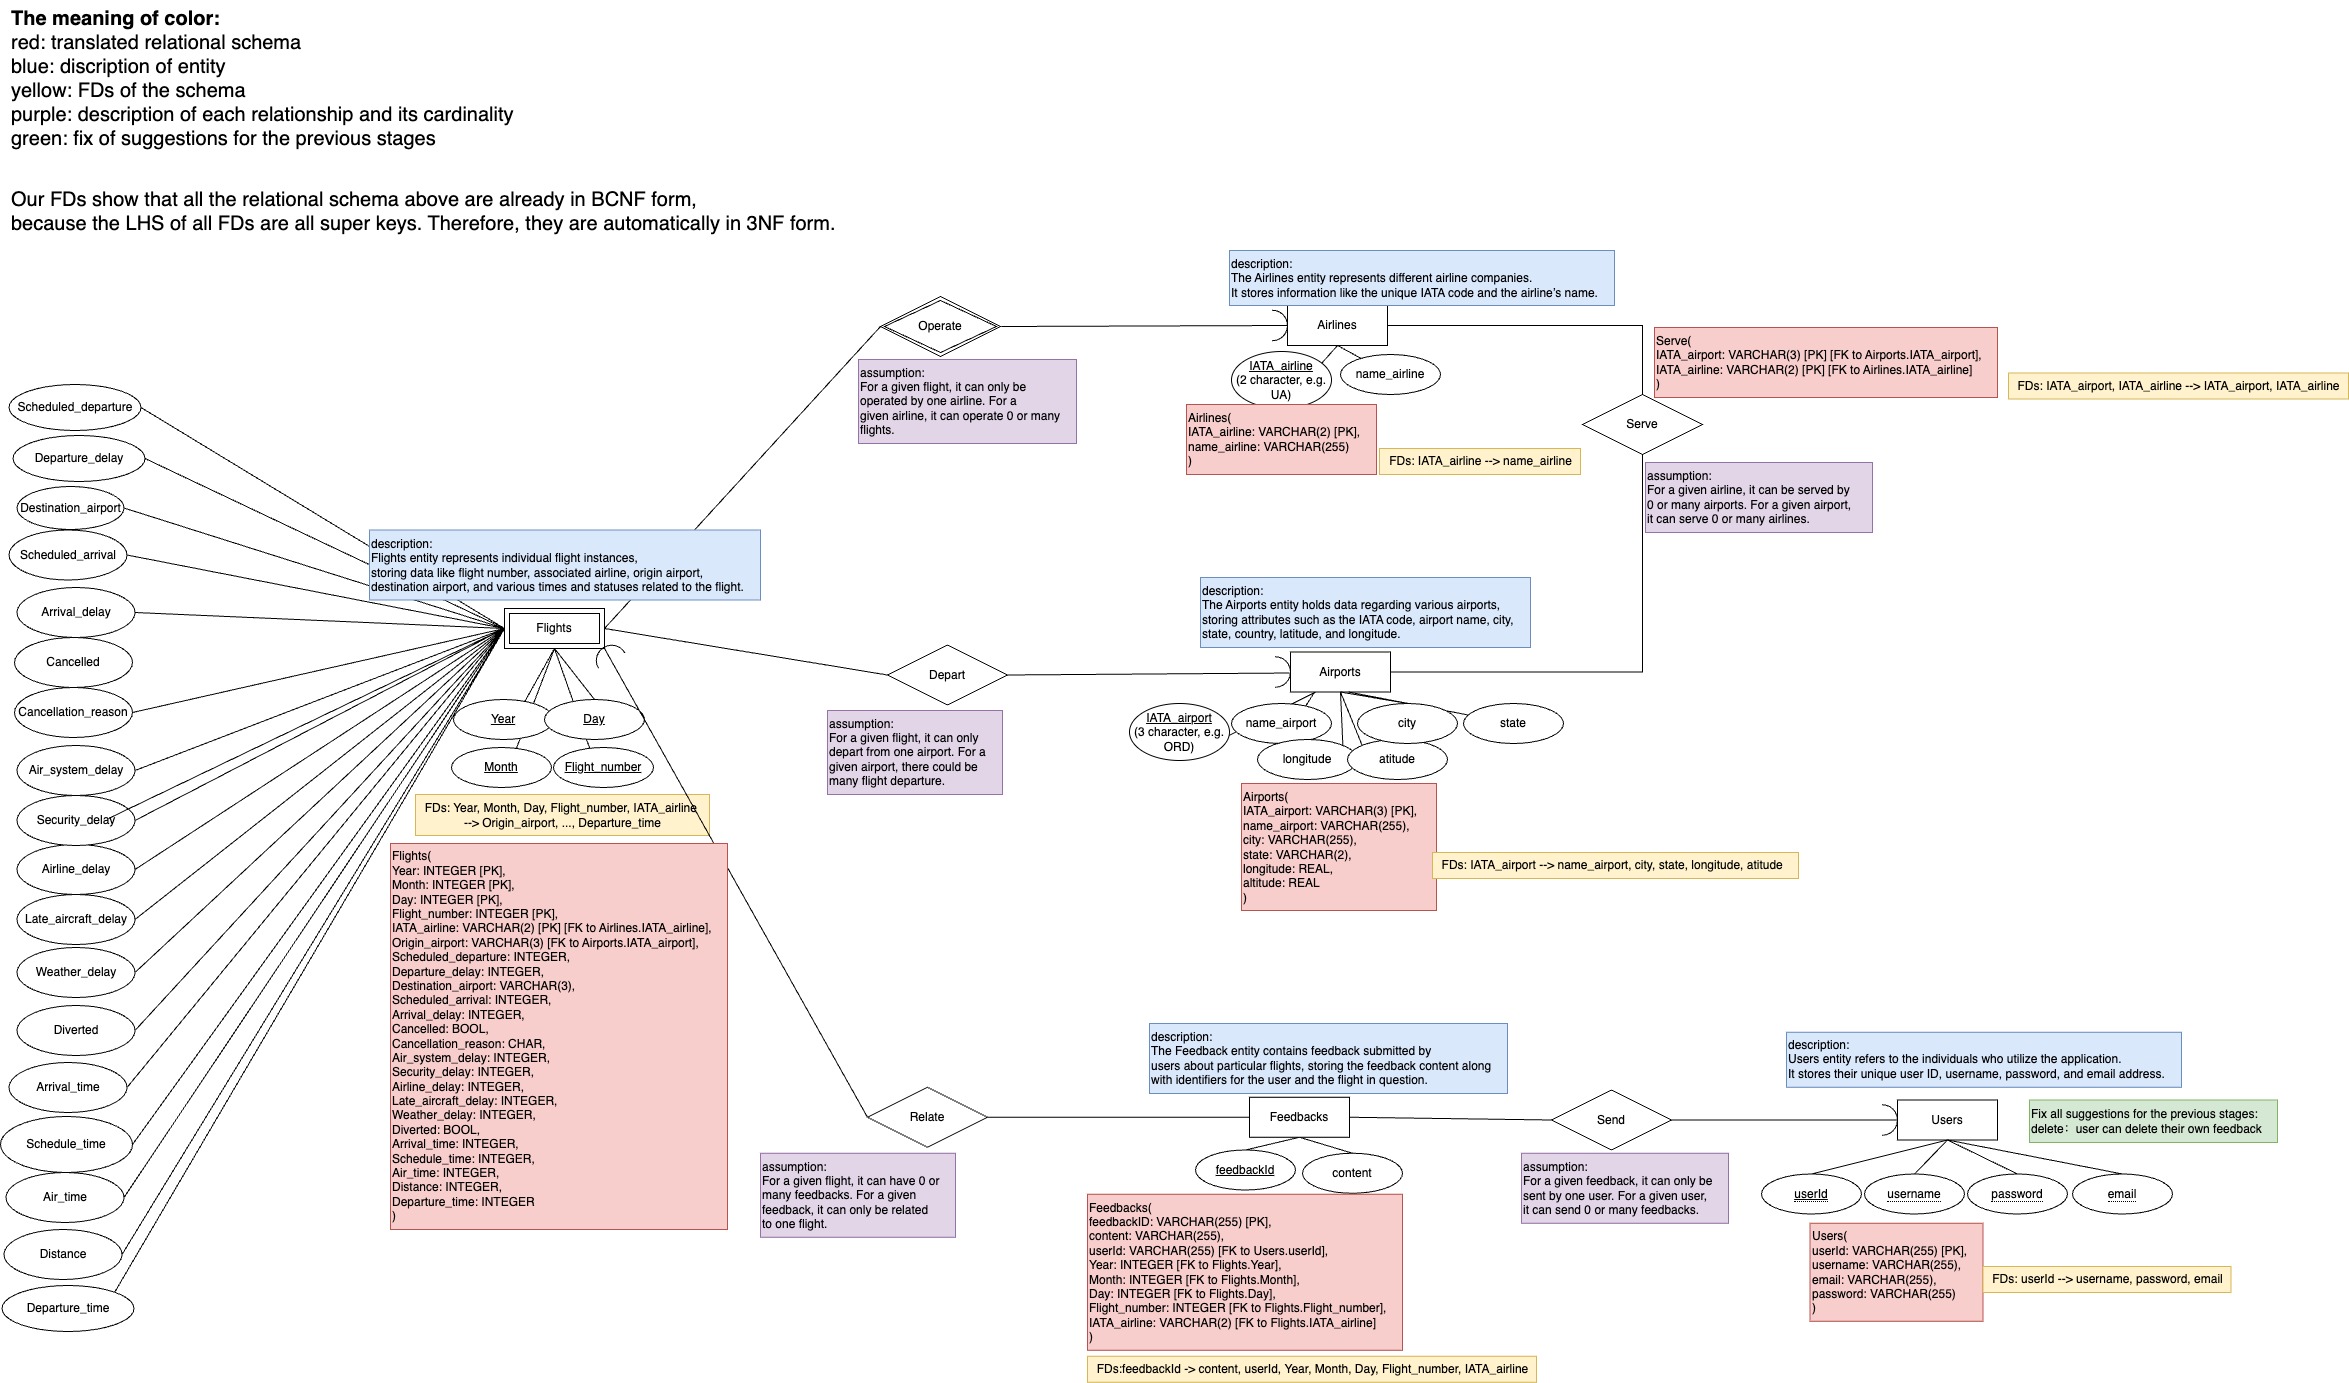 The meaning of color:
red: translated relational schema
blue: discription of entity
yellow: FDs of the schema
purple: description of each relationship and its cardinality
green: fix of suggestions for the previous stages
Our FDs show that all the relational schema above are already in BCNF form,
because the LHS of all FDs are all super keys. Therefore, they are automatically in 3NF form.
description:
The Airlines entity represents different airline companies.
It stores information like the unique IATA code and the airline's name.
Operate
Airlines
assumption:
For a given flight, it can only be
operated by one airline. For a
given airline, it can operate 0 or many
flights.
IATA_airline
(2 character, e.g.
UA)
name_airline
Airlines(
IATA_airline: VARCHAR(2) [PK],
name_airline: VARCHAR(255)
)
FDs: IATA_airline --> name_airline
Serve(
IATA_airport: VARCHAR(3) [PK] [FK to Airports.IATA_airport],
IATA_airline: VARCHAR(2) [PK] [FK to Airlines.IATA_airline]
)
FDs: IATA_airport, IATA_airline --> IATA_airport, IATA_airline
Serve
assumption:
For a given airline, it can be served by
0 or many airports. For a given airport,
it can serve 0 or many airlines.
Scheduled_departure
Departure_delay
Destination_airport
Scheduled_arrival
Arrival_delay
Cancelled
Cancellation_reason
Air_system_delay
Security_delay
Airline_delay
Late_aircraft_delay
Weather_delay
Diverted
Arrival_time
Schedule_time
Air_time
Distance
Departure_time
description:
Flights entity represents individual flight instances,
storing data like flight number, associated airline, origin airport,
destination airport, and various times and statuses related to the flight.
Flights
Year
Day
Month
Flight_number
FDs: Year, Month, Day, Flight_number, IATA_airline
--> Origin_airport, ..., Departure_time
Flights(
Year: INTEGER [PK],
Month: INTEGER [PK],
Day: INTEGER [PK],
Flight_number: INTEGER [PK],
IATA_airline: VARCHAR(2) [PK] [FK to Airlines.IATA_airline],
Origin_airport: VARCHAR(3) [FK to Airports.IATA_airport],
Scheduled_departure: INTEGER,
Departure_delay: INTEGER,
Destination_airport: VARCHAR(3),
Scheduled_arrival: INTEGER,
Arrival_delay: INTEGER,
Cancelled: BOOL,
Cancellation_reason: CHAR,
Air_system_delay: INTEGER,
Security_delay: INTEGER,
Airline_delay: INTEGER,
Late_aircraft_delay: INTEGER,
Weather_delay: INTEGER,
Diverted: BOOL,
Arrival_time: INTEGER,
Schedule_time: INTEGER,
Air_time: INTEGER,
Distance: INTEGER,
Departure_time: INTEGER
)
Depart
assumption:
For a given flight, it can only
depart from one airport. For a
given airport, there could be
many flight departure.
description:
The Airports entity holds data regarding various airports,
storing attributes such as the IATA code, airport name, city,
state, country, latitude, and longitude.
Airports
IATA_airport
(3 character, e.g.
ORD)
name_airport
city
state
longitude
atitude
Airports(
IATA_airport: VARCHAR(3) [PK],
name_airport: VARCHAR(255),
city: VARCHAR(255),
state: VARCHAR(2),
longitude: REAL,
altitude: REAL
)
FDs: IATA_airport --> name_airport, city, state, longitude, atitude
Relate
assumption:
For a given flight, it can have 0 or
many feedbacks. For a given
feedback, it can only be related
to one flight.
description:
The Feedback entity contains feedback submitted by
users about particular flights, storing the feedback content along
with identifiers for the user and the flight in question.
Feedbacks
feedbackId
content
Feedbacks(
feedbackID: VARCHAR(255) [PK],
content: VARCHAR(255),
userId: VARCHAR(255) [FK to Users.userId],
Year: INTEGER [FK to Flights.Year],
Month: INTEGER [FK to Flights.Month],
Day: INTEGER [FK to Flights.Day],
Flight_number: INTEGER [FK to Flights.Flight_number],
IATA_airline: VARCHAR(2) [FK to Flights.IATA_airline]
)
FDs:feedbackId -> content, userId, Year, Month, Day, Flight_number, IATA_airline
Send
assumption:
For a given feedback, it can only be
sent by one user. For a given user,
it can send 0 or many feedbacks.
description:
Users entity refers to the individuals who utilize the application.
It stores their unique user ID, username, password, and email address.
Users
Fix all suggestions for the previous stages:
delete： user can delete their own feedback
userId
username
password
email
Users(
userId: VARCHAR(255) [PK],
username: VARCHAR(255),
email: VARCHAR(255),
password: VARCHAR(255)
)
FDs: userId --> username, password, email